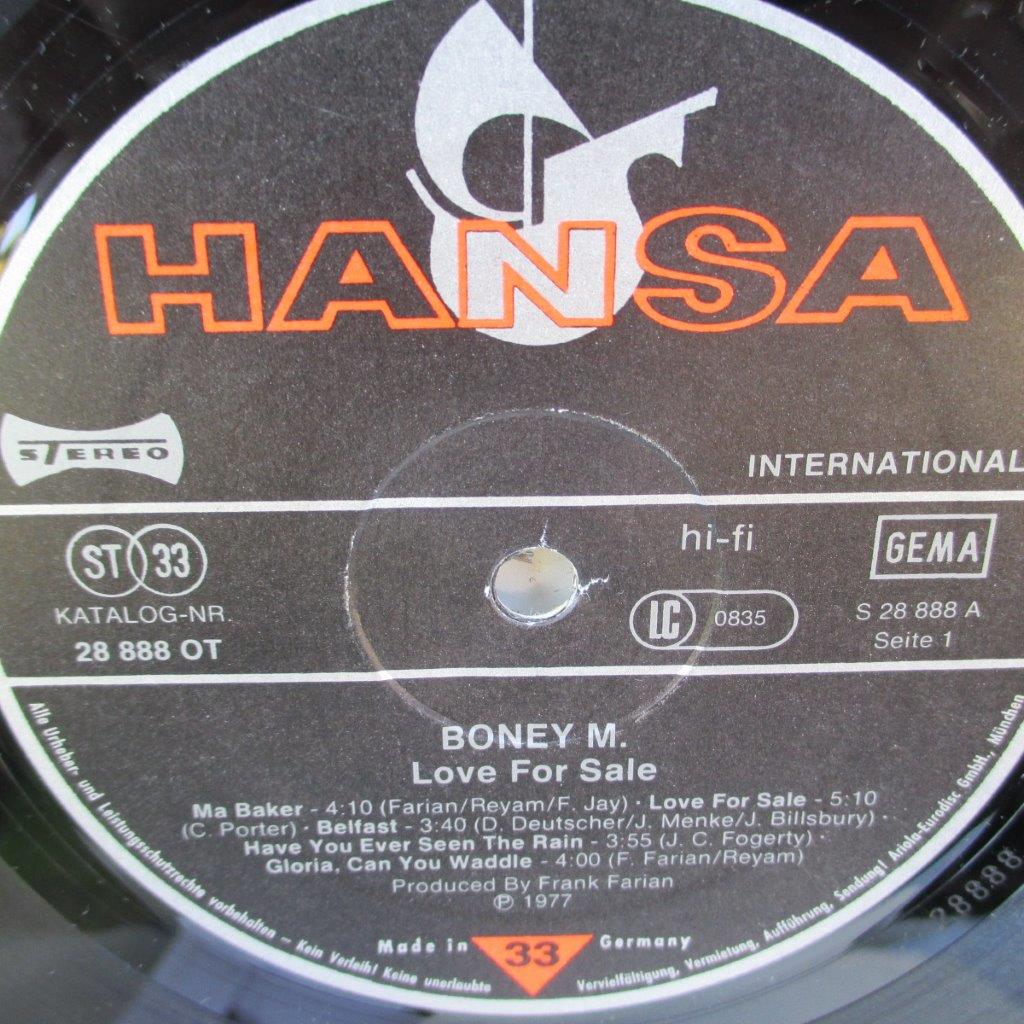 HANSA
STEREO
INTERNATIONAL
ST 33
KATALOG-NR.
28 888 OT
hi-fi
GEMA
LC 0835
S 28 888 A
Seite 1
BONEY M.
Love For Sale
Ma Baker - 4:10 (Farian/Reyam/F. Jay) · Love For Sale - 5:10
(C. Porter) · Belfast - 3:40 (D. Deutscher/J. Menke/J. Billsbury) ·
Have You Ever Seen The Rain - 3:55 (J. C. Fogerty) ·
Gloria, Can You Waddle - 4:00 (F. Farian/Reyam)
Produced By Frank Farian
℗ 1977
Made in 33 Germany
Alle Urheber- und Leistungsschutzrechte vorbehalten – Kein Verleih! Keine unerlaubte Vervielfältigung, Vermietung, Aufführung, Sendung! Ariola-Eurodisc GmbH., München
28888